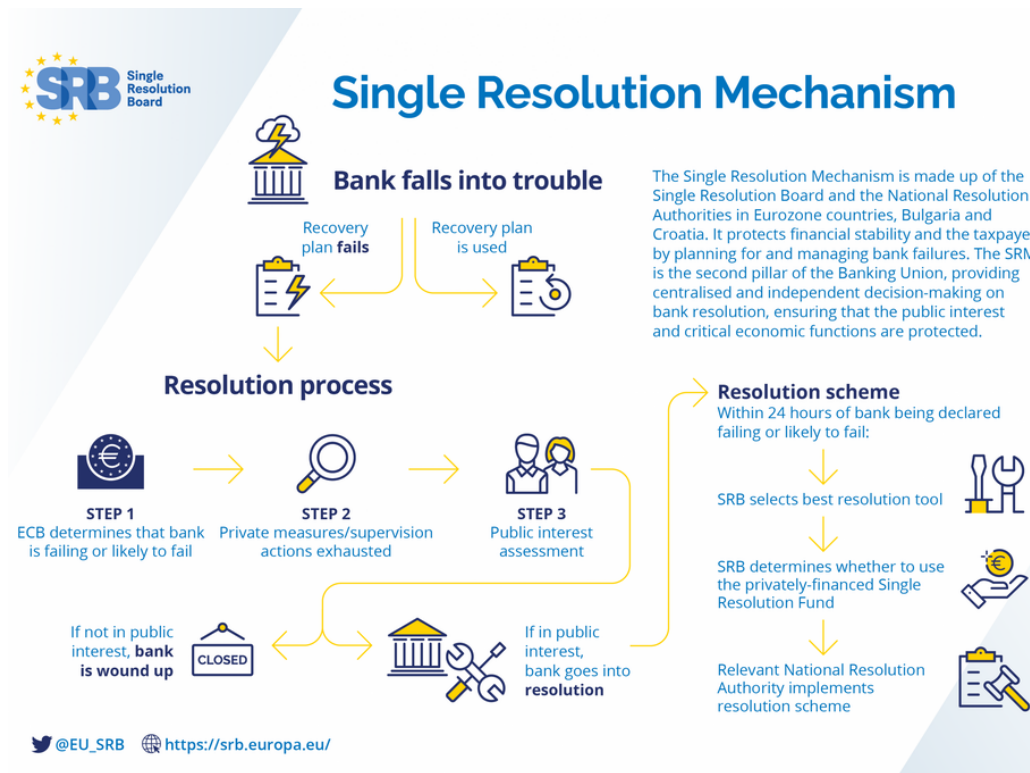 SRB
Single
Resolution
Board
Single Resolution Mechanism
Bank falls into trouble
Recovery
plan fails
Recovery plan
is used
The Single Resolution Mechanism is made up of the
Single Resolution Board and the National Resolution
Authorities in Eurozone countries, Bulgaria and
Croatia. It protects financial stability and the taxpaye
by planning for and managing bank failures. The SRM
is the second pillar of the Banking Union, providing
centralised and independent decision-making on
bank resolution, ensuring that the public interest
and critical economic functions are protected.
Resolution process
STEP 1
ECB determines that bank
is failing or likely to fail
STEP 2
Private measures/supervision
actions exhausted
STEP 3
Public interest
assessment
If not in public
interest, bank
is wound up
CLOSED
If in public
interest,
bank goes into
resolution
Resolution scheme
Within 24 hours of bank being declared
failing or likely to fail:
SRB selects best resolution tool
SRB determines whether to use
the privately-financed Single
Resolution Fund
Relevant National Resolution
Authority implements
resolution scheme
@EU_SRB
https://srb.europa.eu/